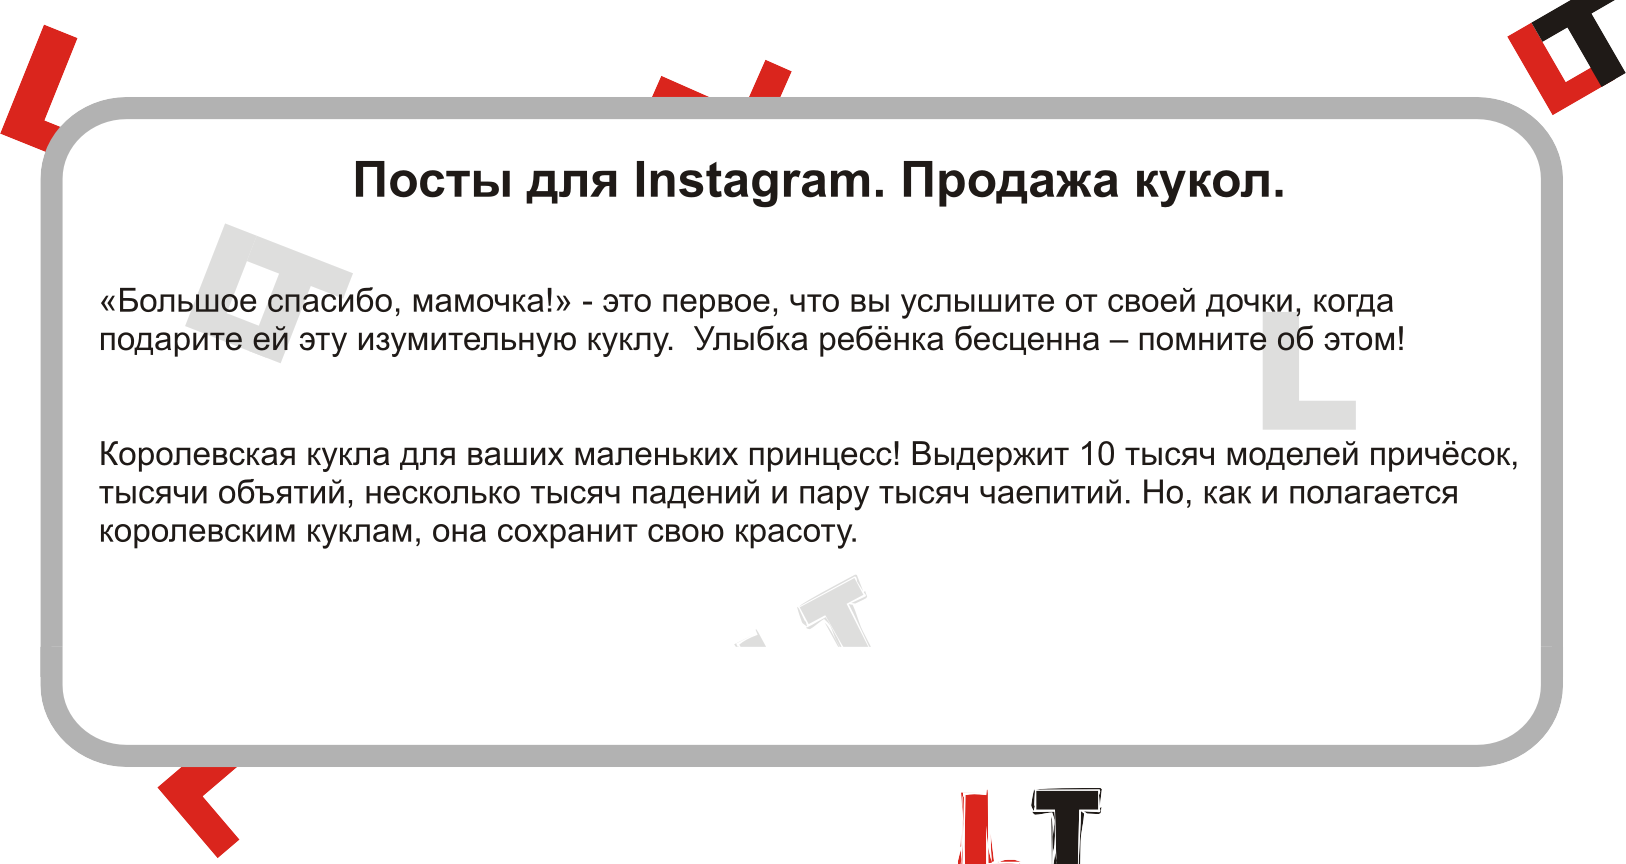 Посты для Instagram. Продажа кукол.
«Большое спасибо, мамочка!» - это первое, что вы услышите от своей дочки, когда
подарите ей эту изумительную куклу.  Улыбка ребёнка бесценна – помните об этом!
Королевская кукла для ваших маленьких принцесс! Выдержит 10 тысяч моделей причёсок,
тысячи объятий, несколько тысяч падений и пару тысяч чаепитий. Но, как и полагается
королевским куклам, она сохранит свою красоту.